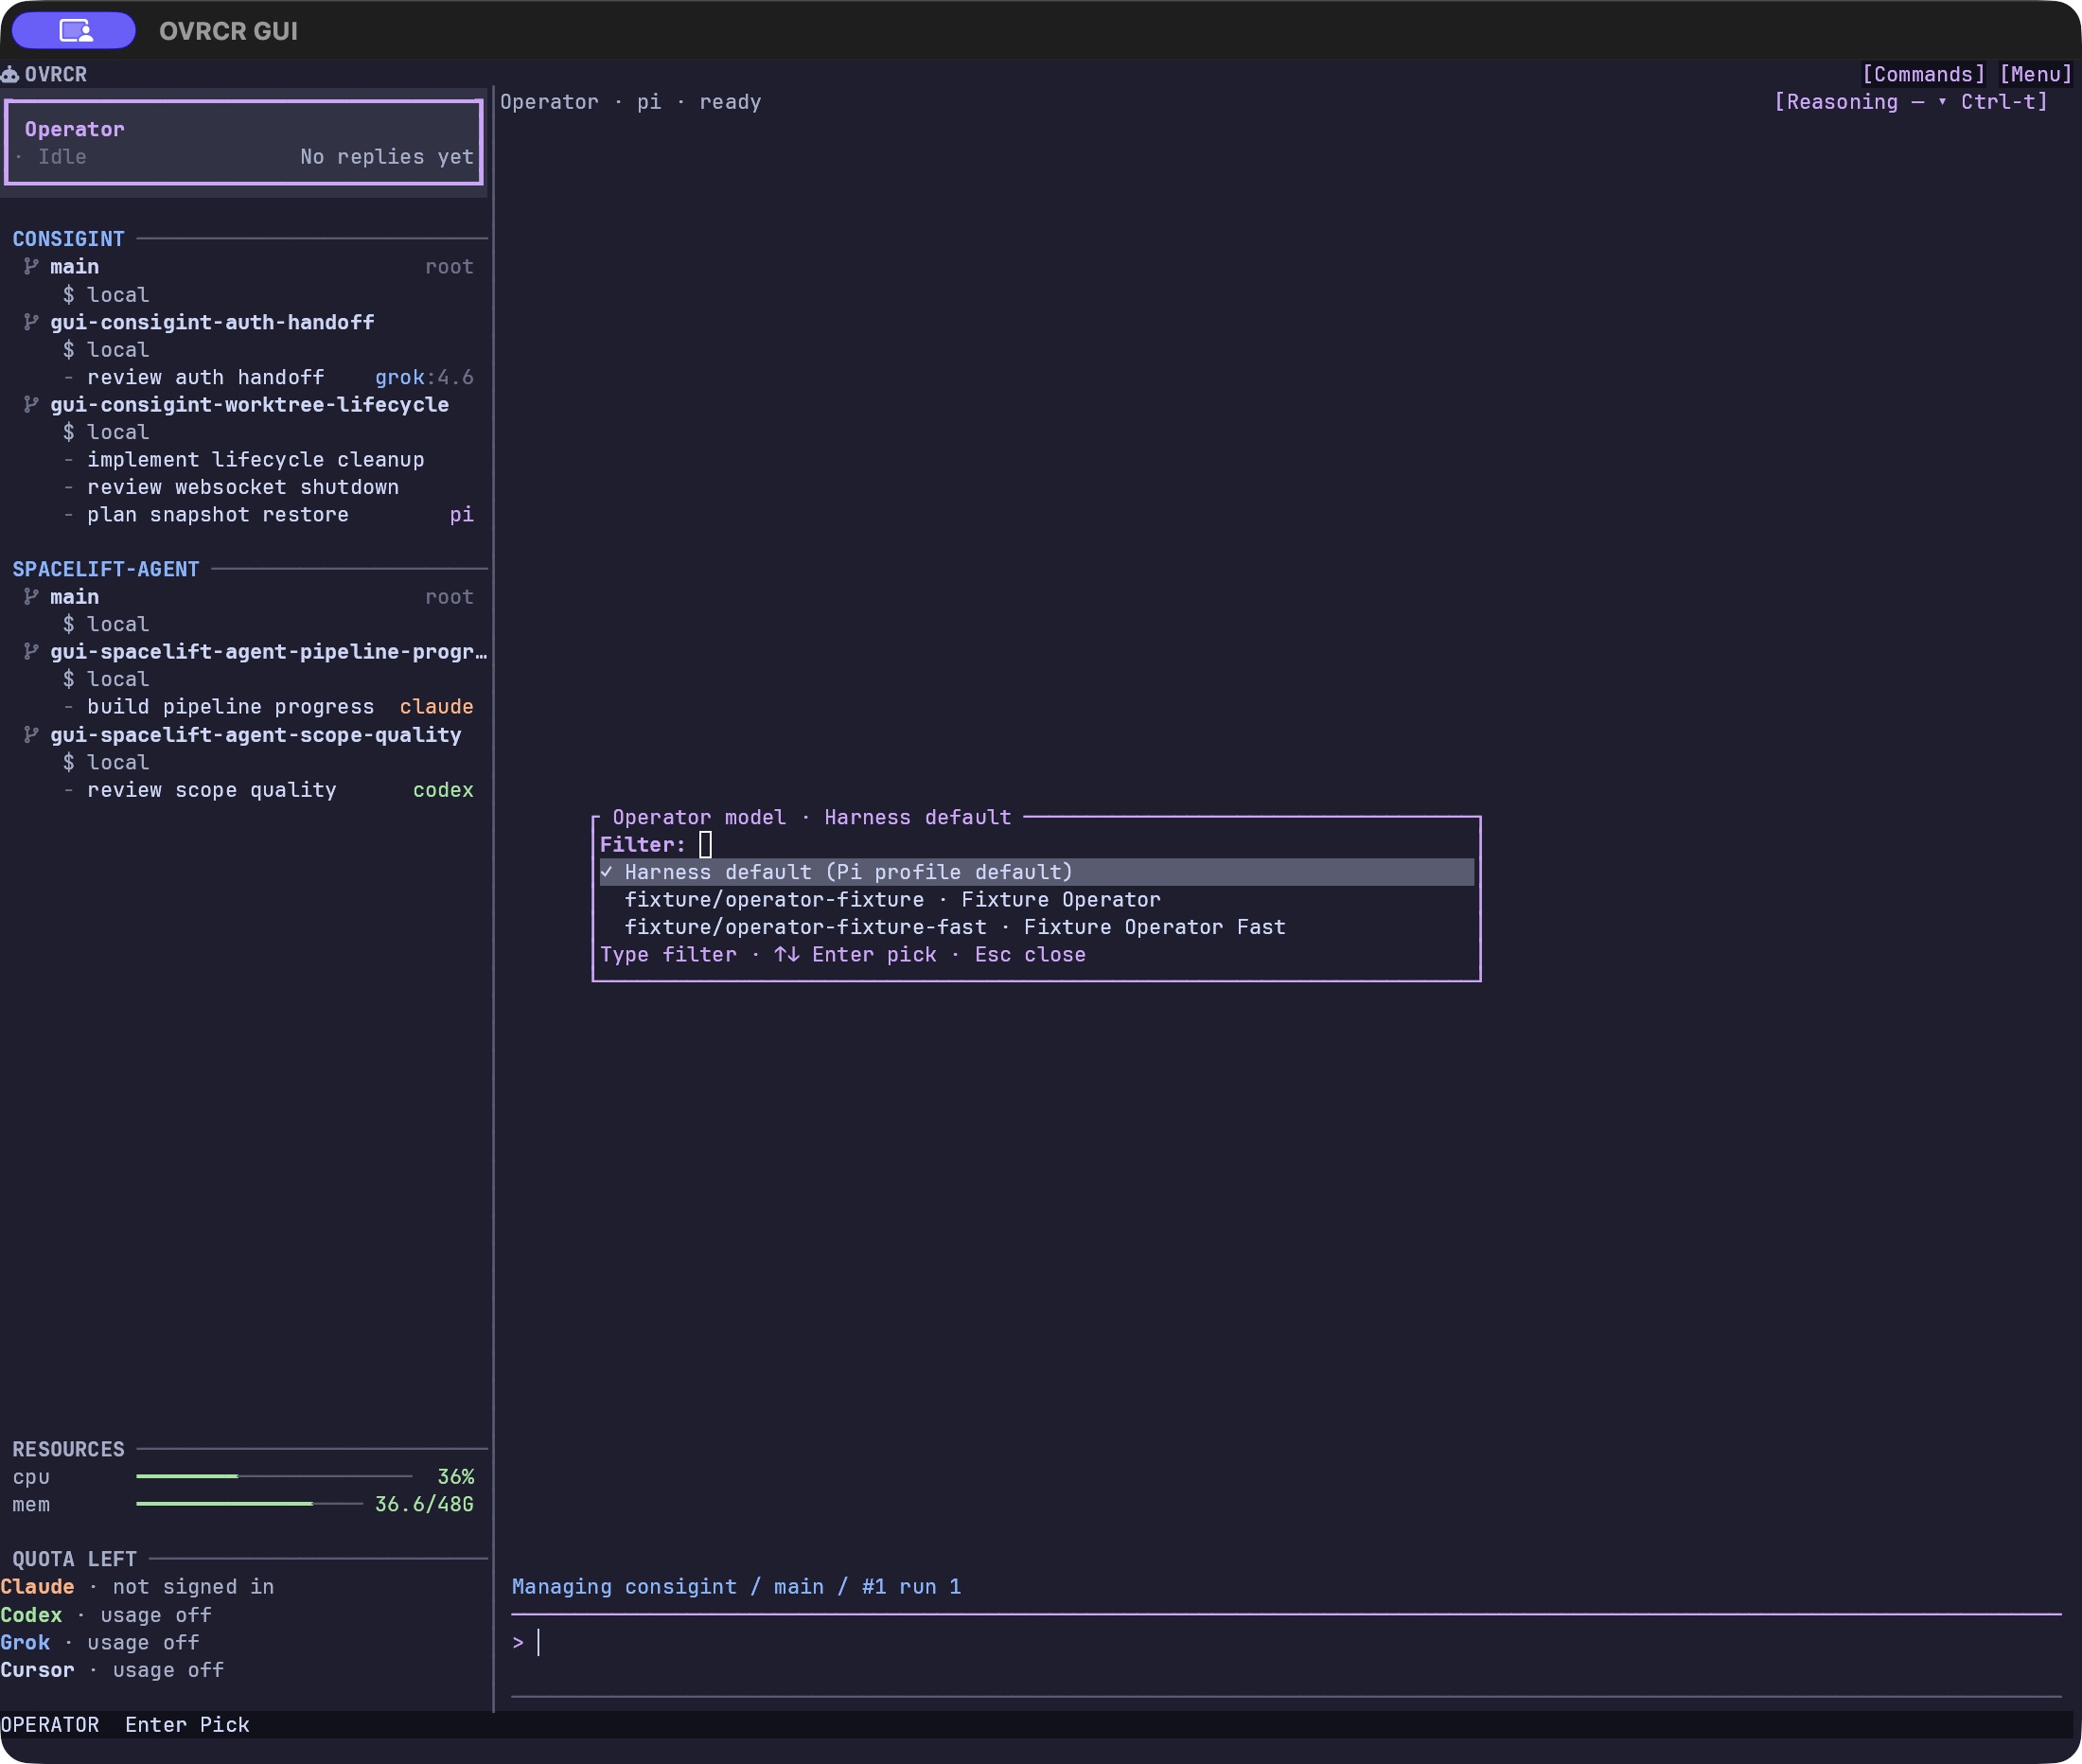 OVRCR GUI
OVRCR [Commands] [Menu]
Operator · pi · ready [Reasoning — ▾ Ctrl-t]
Operator
· Idle No replies yet
CONSIGINT
main root
$ local
gui-consigint-auth-handoff
$ local
- review auth handoff grok:4.6
gui-consigint-worktree-lifecycle
$ local
- implement lifecycle cleanup
- review websocket shutdown
- plan snapshot restore pi
SPACELIFT-AGENT
main root
$ local
gui-spacelift-agent-pipeline-progr…
$ local
- build pipeline progress claude
gui-spacelift-agent-scope-quality
$ local
- review scope quality codex
Operator model · Harness default
Filter:
✓ Harness default (Pi profile default)
fixture/operator-fixture · Fixture Operator
fixture/operator-fixture-fast · Fixture Operator Fast
Type filter · ↑↓ Enter pick · Esc close
RESOURCES
cpu 36%
mem 36.6/48G
QUOTA LEFT
Claude · not signed in
Codex · usage off
Grok · usage off
Cursor · usage off
Managing consigint / main / #1 run 1
>
OPERATOR Enter Pick